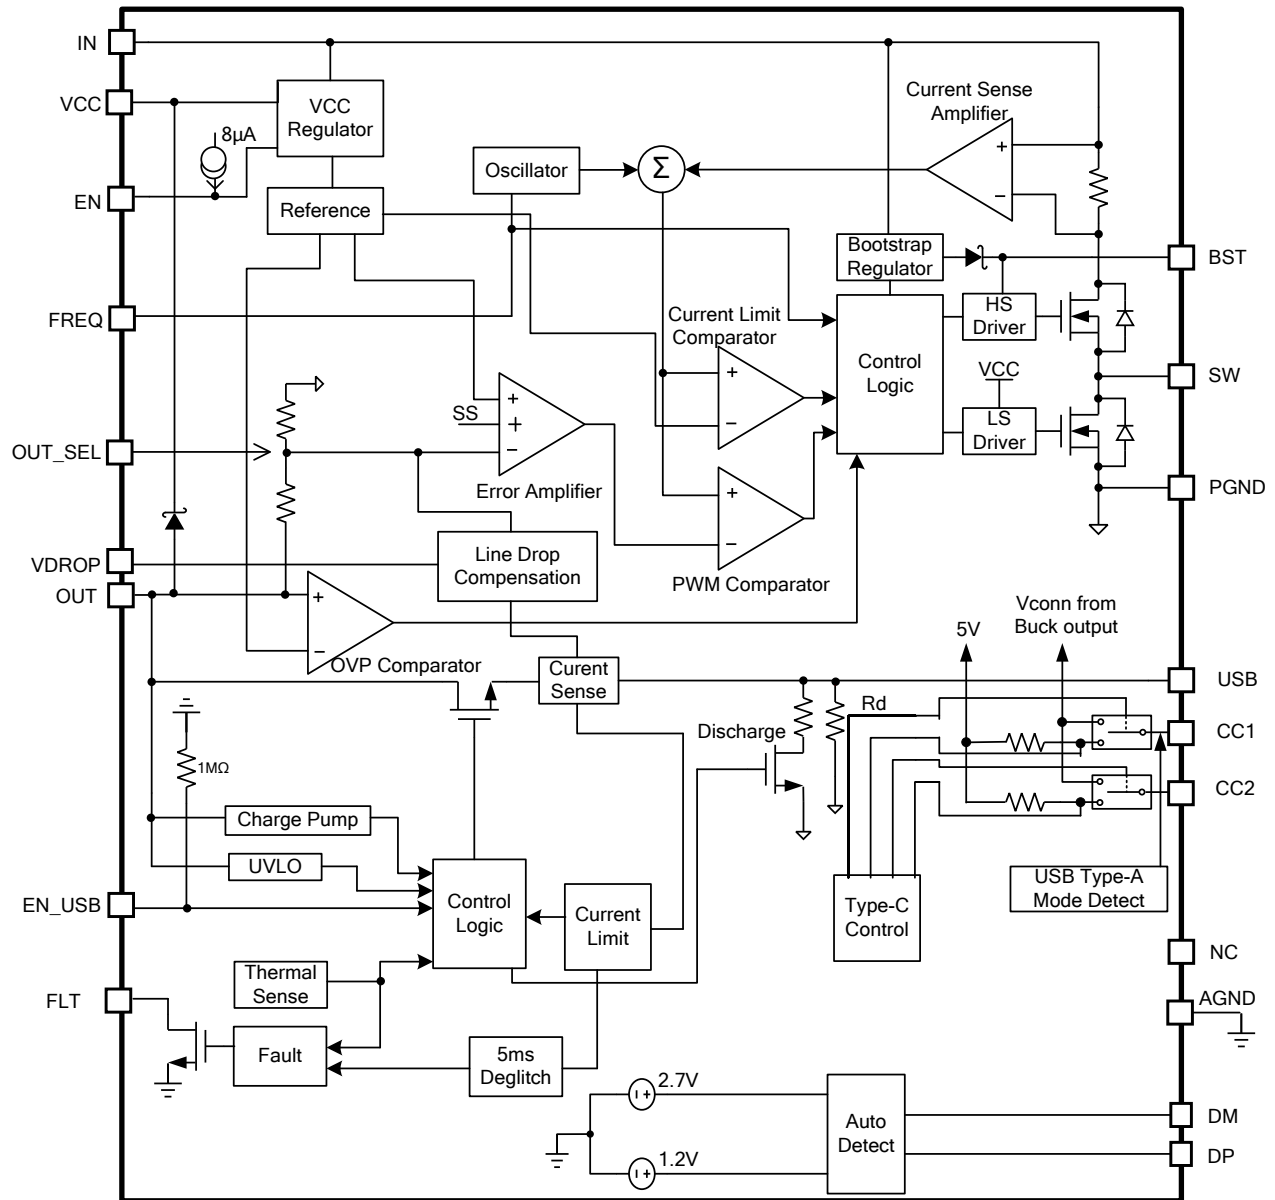 IN
VCC
VCC
Regulator
8µA
EN
Reference
FREQ
Oscillator
Σ
Current Sense
Amplifier
+
−
Bootstrap
Regulator
BST
HS
Driver
Current Limit
Comparator
+
−
Control
Logic
VCC
LS
Driver
SW
PGND
OUT_SEL
SS
+
+
−
Error Amplifier
+
−
PWM Comparator
VDROP
OUT
Line Drop
Compensation
+
−
OVP Comparator
Curent
Sense
5V
Vconn from
Buck output
USB
Rd
Discharge
CC1
CC2
1MΩ
Charge Pump
UVLO
EN_USB
Control
Logic
Current
Limit
Type-C
Control
USB Type-A
Mode Detect
NC
AGND
Thermal
Sense
FLT
Fault
5ms
Deglitch
2.7V
− +
1.2V
− +
Auto
Detect
DM
DP